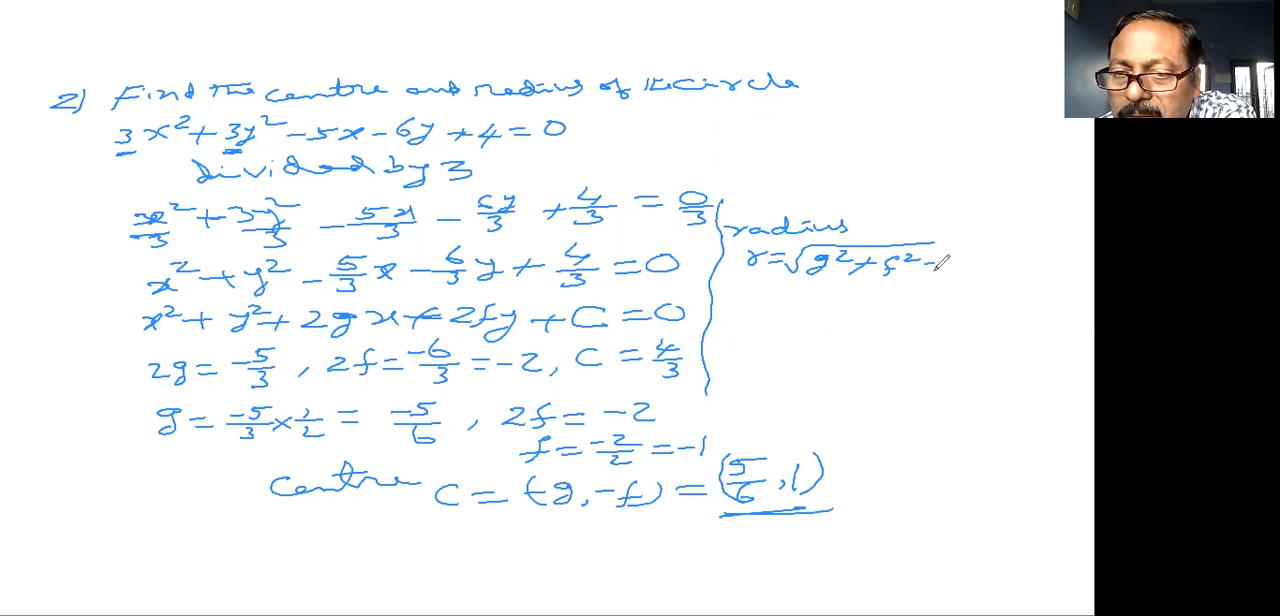 2) Find the centre and radius of the circle
3x² + 3y² - 5x - 6y + 4 = 0
Divided by 3
3x²/3 + 3y²/3 - 5x/3 - 6y/3 + 4/3 = 0/3
x² + y² - 5/3 x - 6/3 y + 4/3 = 0
x² + y² + 2gx + 2fy + C = 0
2g = -5/3 , 2f = -6/3 = -2, C = 4/3
g = -5/3 × 1/2 = -5/6 , 2f = -2
f = -2/2 = -1
Centre C = (-g, -f) = (5/6, 1)
radius
r = √g² + f² -